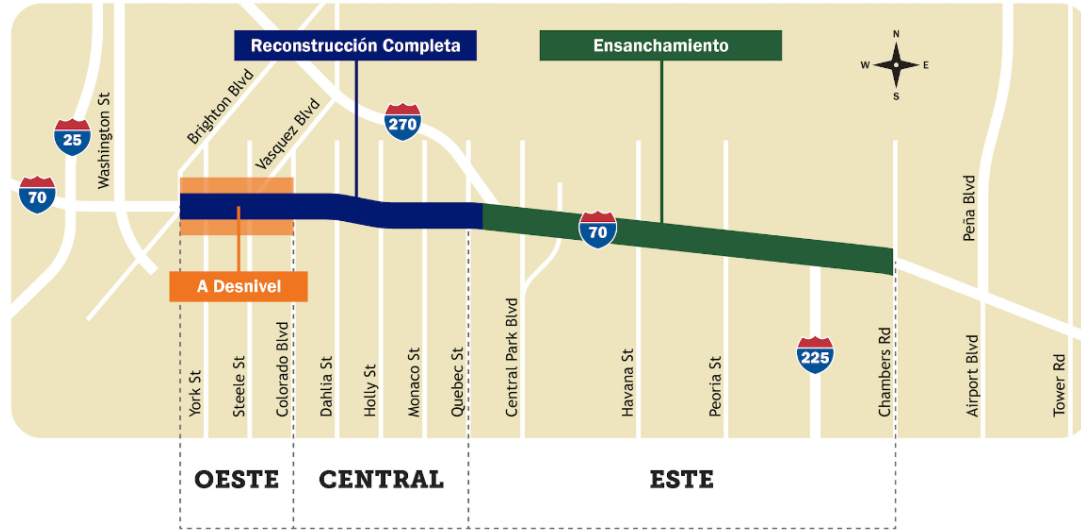 Reconstrucción Completa
Ensanchamiento
N
W
E
S
25
Washington St
Brighton Blvd
Vasquez Blvd
270
70
70
Peña Blvd
A Desnivel
225
York St
Steele St
Colorado Blvd
Dahlia St
Holly St
Monaco St
Quebec St
Central Park Blvd
Havana St
Peoria St
Chambers Rd
Airport Blvd
Tower Rd
OESTE
CENTRAL
ESTE